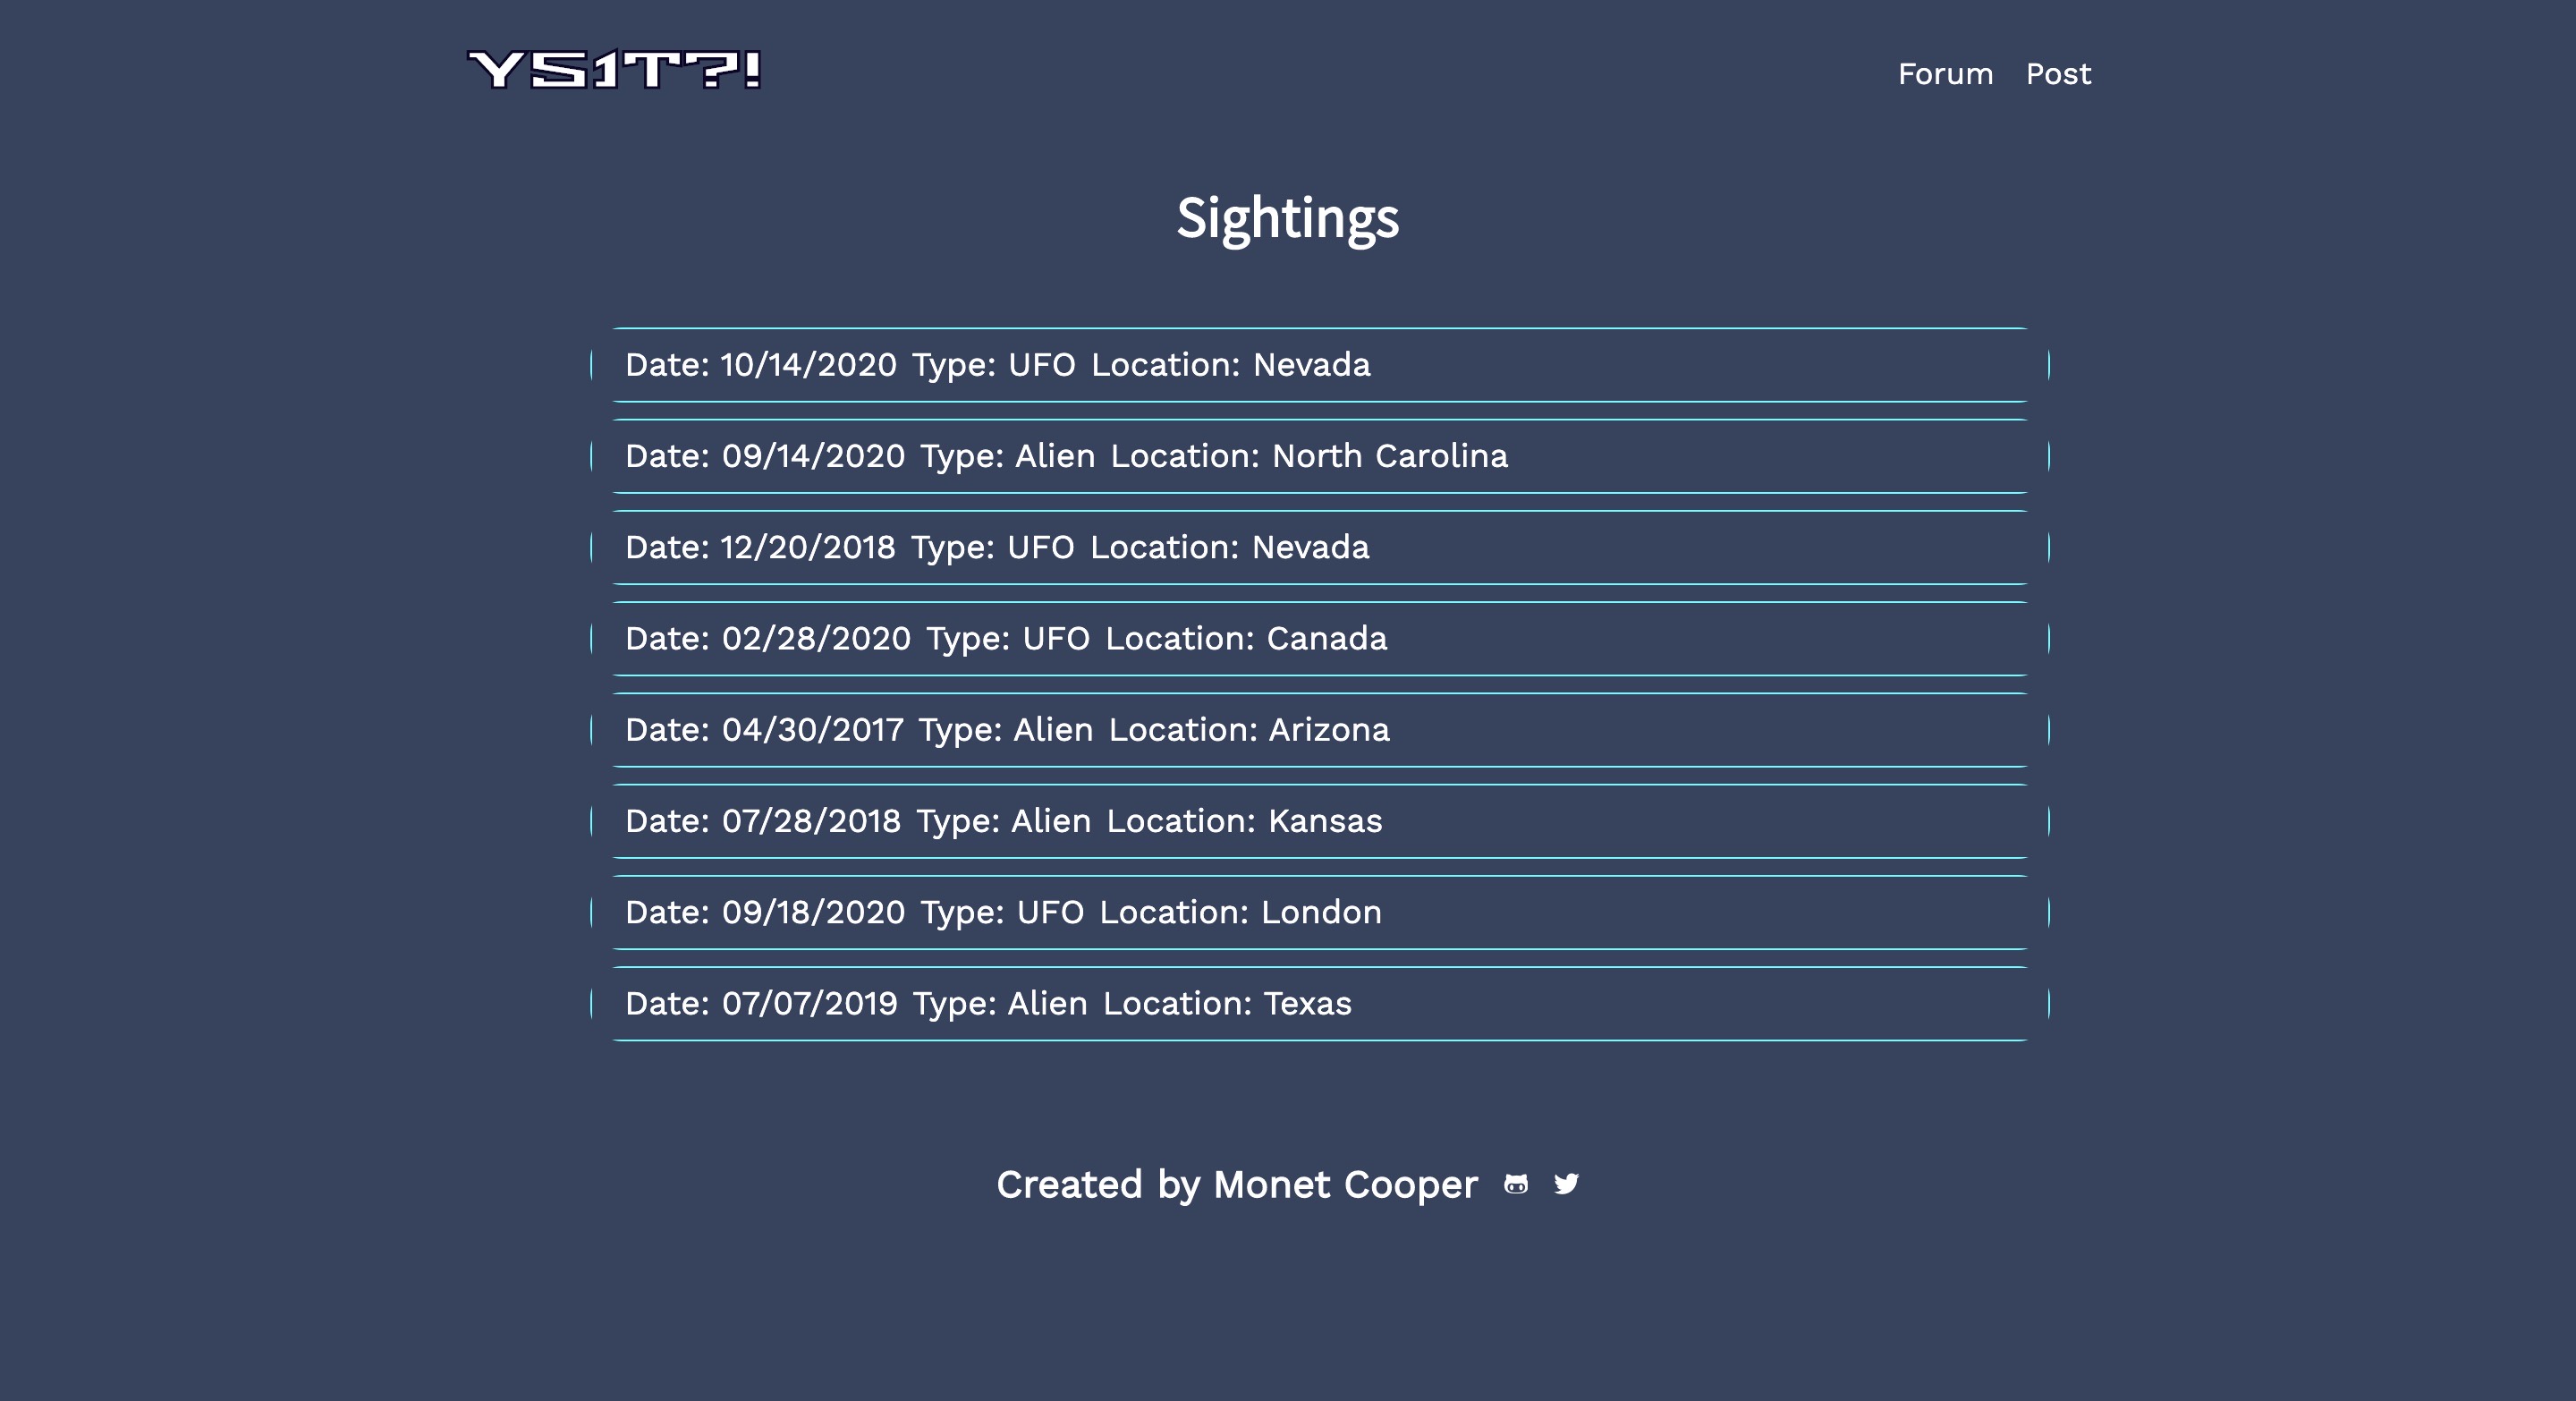 YS1T?!
Forum Post
Sightings
Date: 10/14/2020 Type: UFO Location: Nevada
Date: 09/14/2020 Type: Alien Location: North Carolina
Date: 12/20/2018 Type: UFO Location: Nevada
Date: 02/28/2020 Type: UFO Location: Canada
Date: 04/30/2017 Type: Alien Location: Arizona
Date: 07/28/2018 Type: Alien Location: Kansas
Date: 09/18/2020 Type: UFO Location: London
Date: 07/07/2019 Type: Alien Location: Texas
Created by Monet Cooper